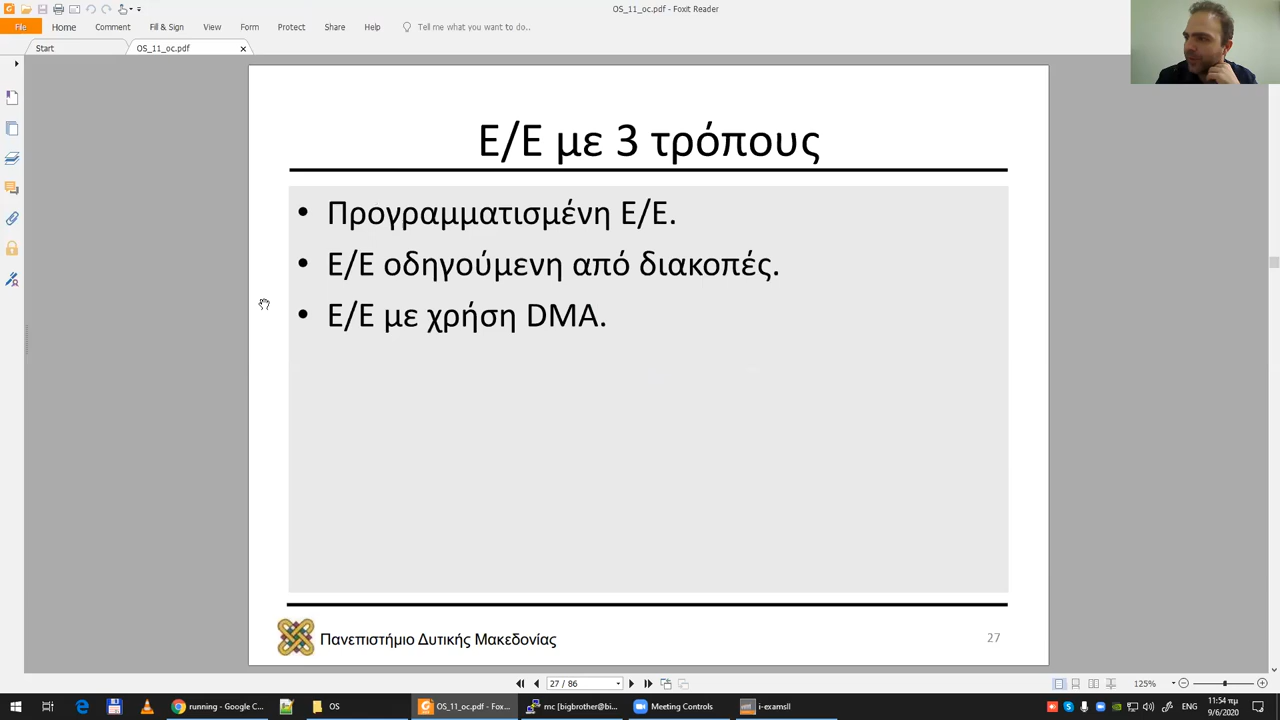 OS_11_oc.pdf - Foxit Reader
File Home Comment Fill & Sign View Form Protect Share Help Tell me what you want to do..
Start OS_11_oc.pdf
Ε/Ε με 3 τρόπους
• Προγραμματισμένη Ε/Ε.
• Ε/Ε οδηγούμενη από διακοπές.
• Ε/Ε με χρήση DMA.
Πανεπιστήμιο Δυτικής Μακεδονίας 27
27 / 86 125%
running - Google C... OS OS_11_oc.pdf - Fox... mc [bigbrother@bi... Meeting Controls i-examsII 11:54 πμ
9/6/2020